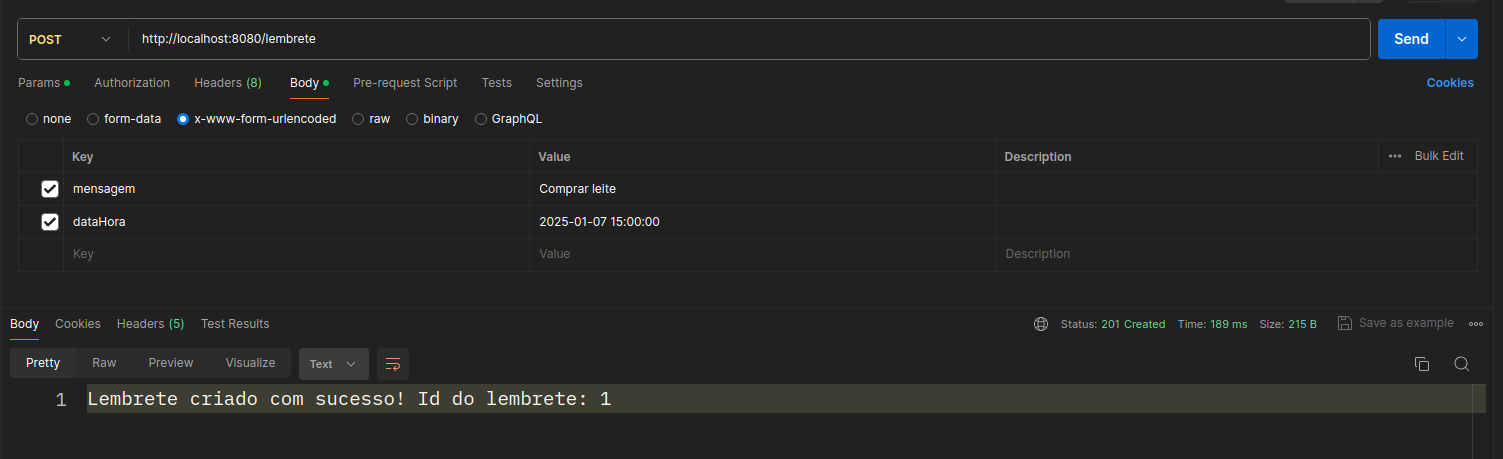 POST http://localhost:8080/lembrete Send
Params Authorization Headers (8) Body Pre-request Script Tests Settings Cookies
none form-data x-www-form-urlencoded raw binary GraphQL
Key Value Description ••• Bulk Edit
mensagem Comprar leite
dataHora 2025-01-07 15:00:00
Key Value Description
Body Cookies Headers (5) Test Results Status: 201 Created Time: 189 ms Size: 215 B Save as example •••
Pretty Raw Preview Visualize Text
1 Lembrete criado com sucesso! Id do lembrete: 1